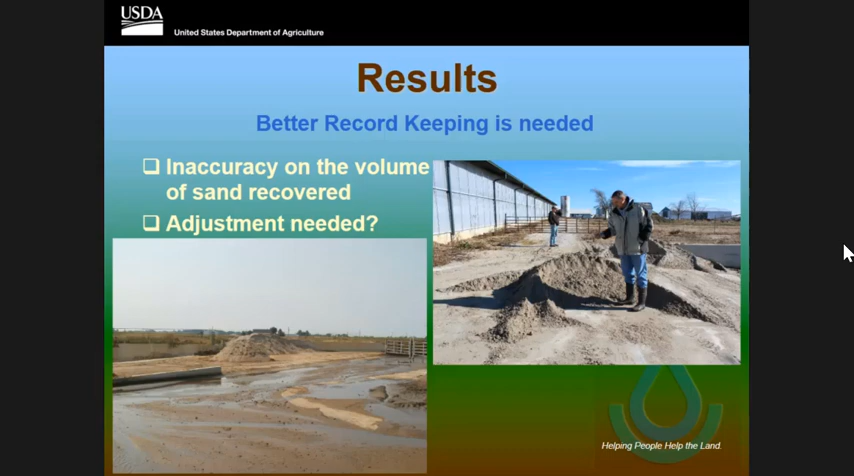 USDA
United States Department of Agriculture
Results
Better Record Keeping is needed
❑ Inaccuracy on the volume
of sand recovered
❑ Adjustment needed?
Helping People Help the Land.